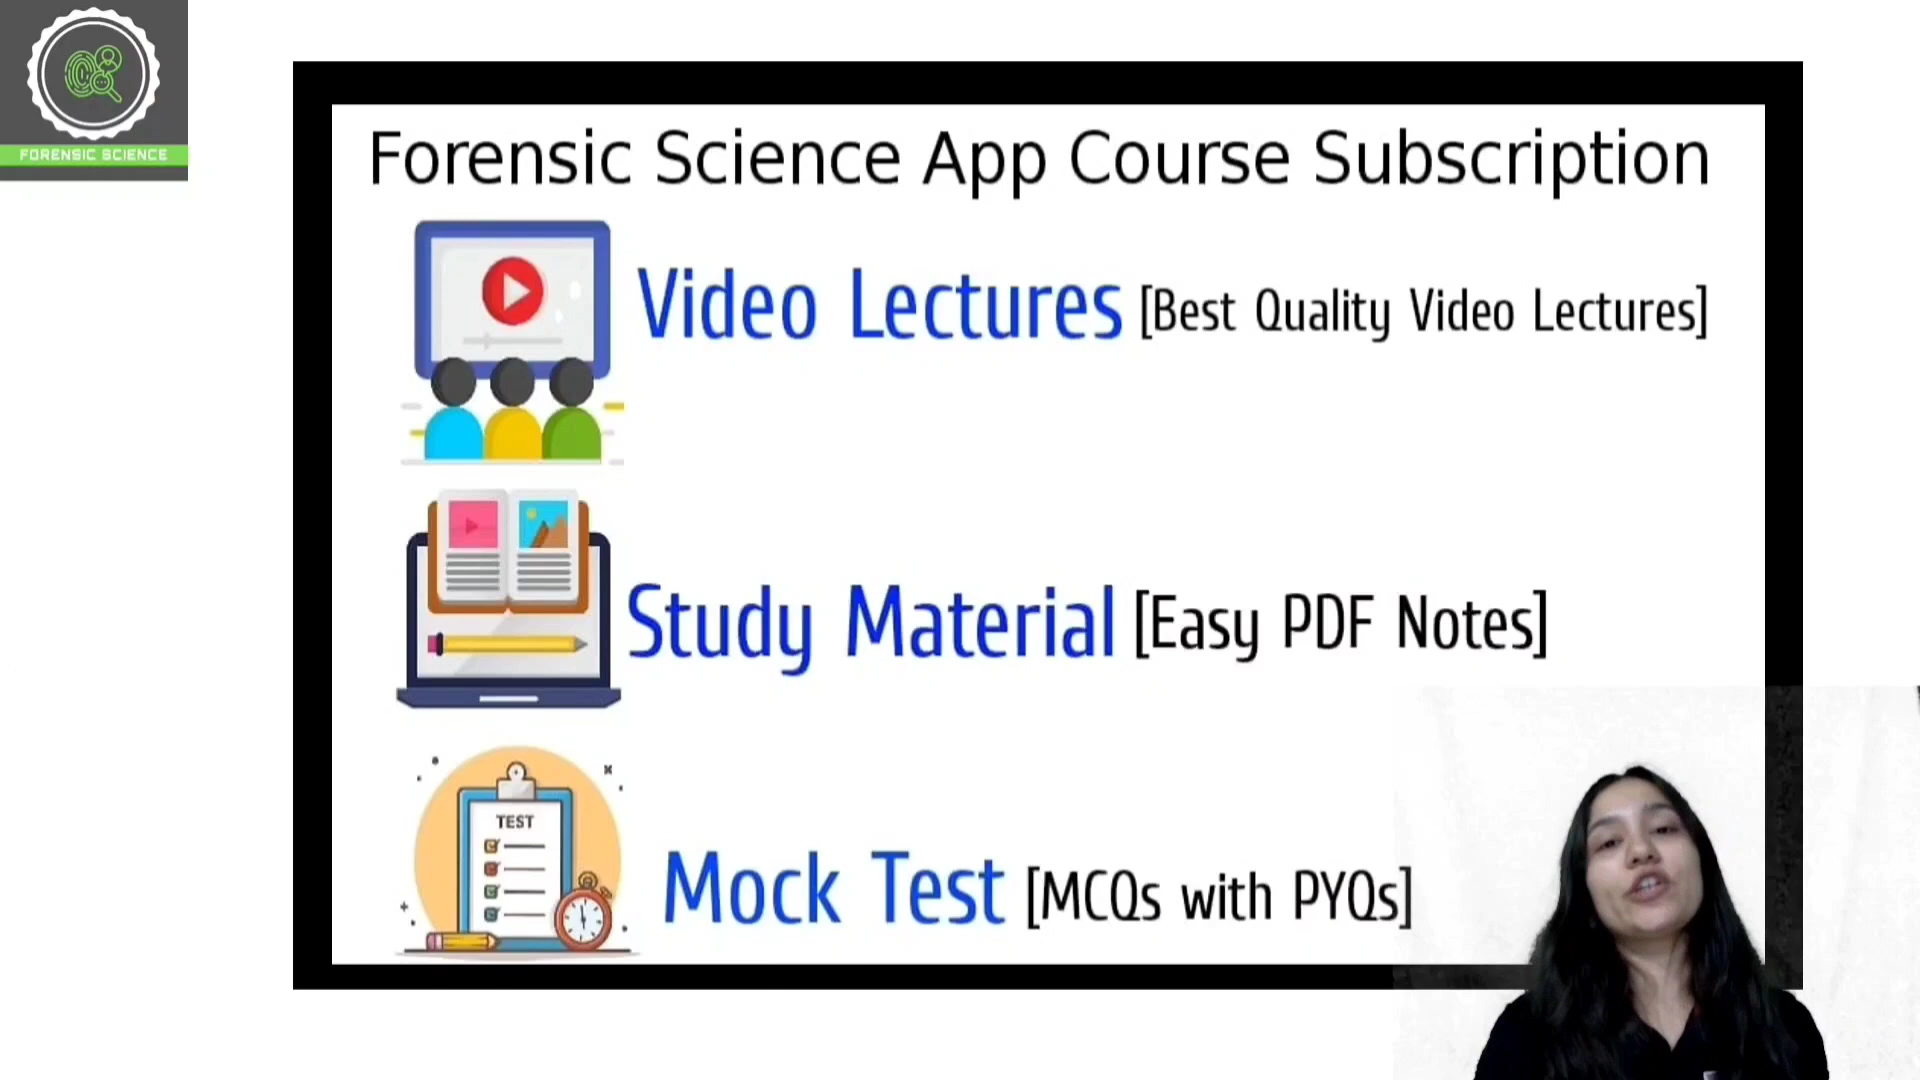 FORENSIC SCIENCE
Forensic Science App Course Subscription
Video Lectures [Best Quality Video Lectures]
Study Material [Easy PDF Notes]
TEST
Mock Test [MCQs with PYQs]